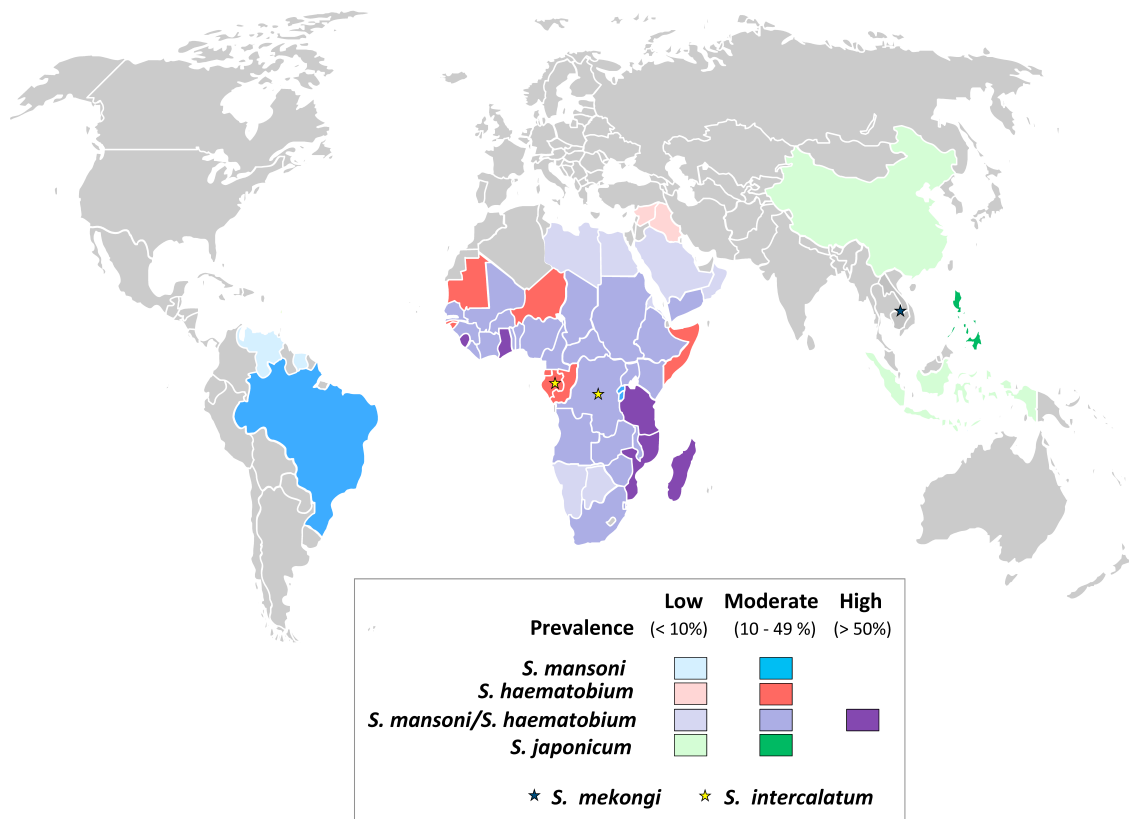 Low Moderate High
Prevalence (< 10%) (10 - 49 %) (> 50%)
S. mansoni
S. haematobium
S. mansoni/S. haematobium
S. japonicum
S. mekongi S. intercalatum